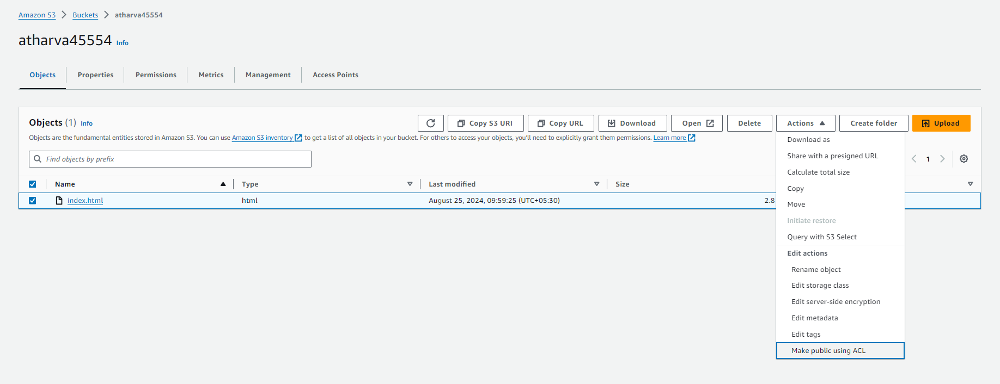 Amazon S3 > Buckets > atharva45554
atharva45554 Info
Objects Properties Permissions Metrics Management Access Points
Objects (1) Info
Copy S3 URI Copy URL Download Open Delete Actions Create folder Upload
Objects are the fundamental entities stored in Amazon S3. You can use Amazon S3 inventory to get a list of all objects in your bucket. For others to access your objects, you'll need to explicitly grant them permissions. Learn more
Find objects by prefix
1
Name Type Last modified Size
index.html html August 25, 2024, 09:59:25 (UTC+05:30) 2.8
Download as
Share with a presigned URL
Calculate total size
Copy
Move
Initiate restore
Query with S3 Select
Edit actions
Rename object
Edit storage class
Edit server-side encryption
Edit metadata
Edit tags
Make public using ACL